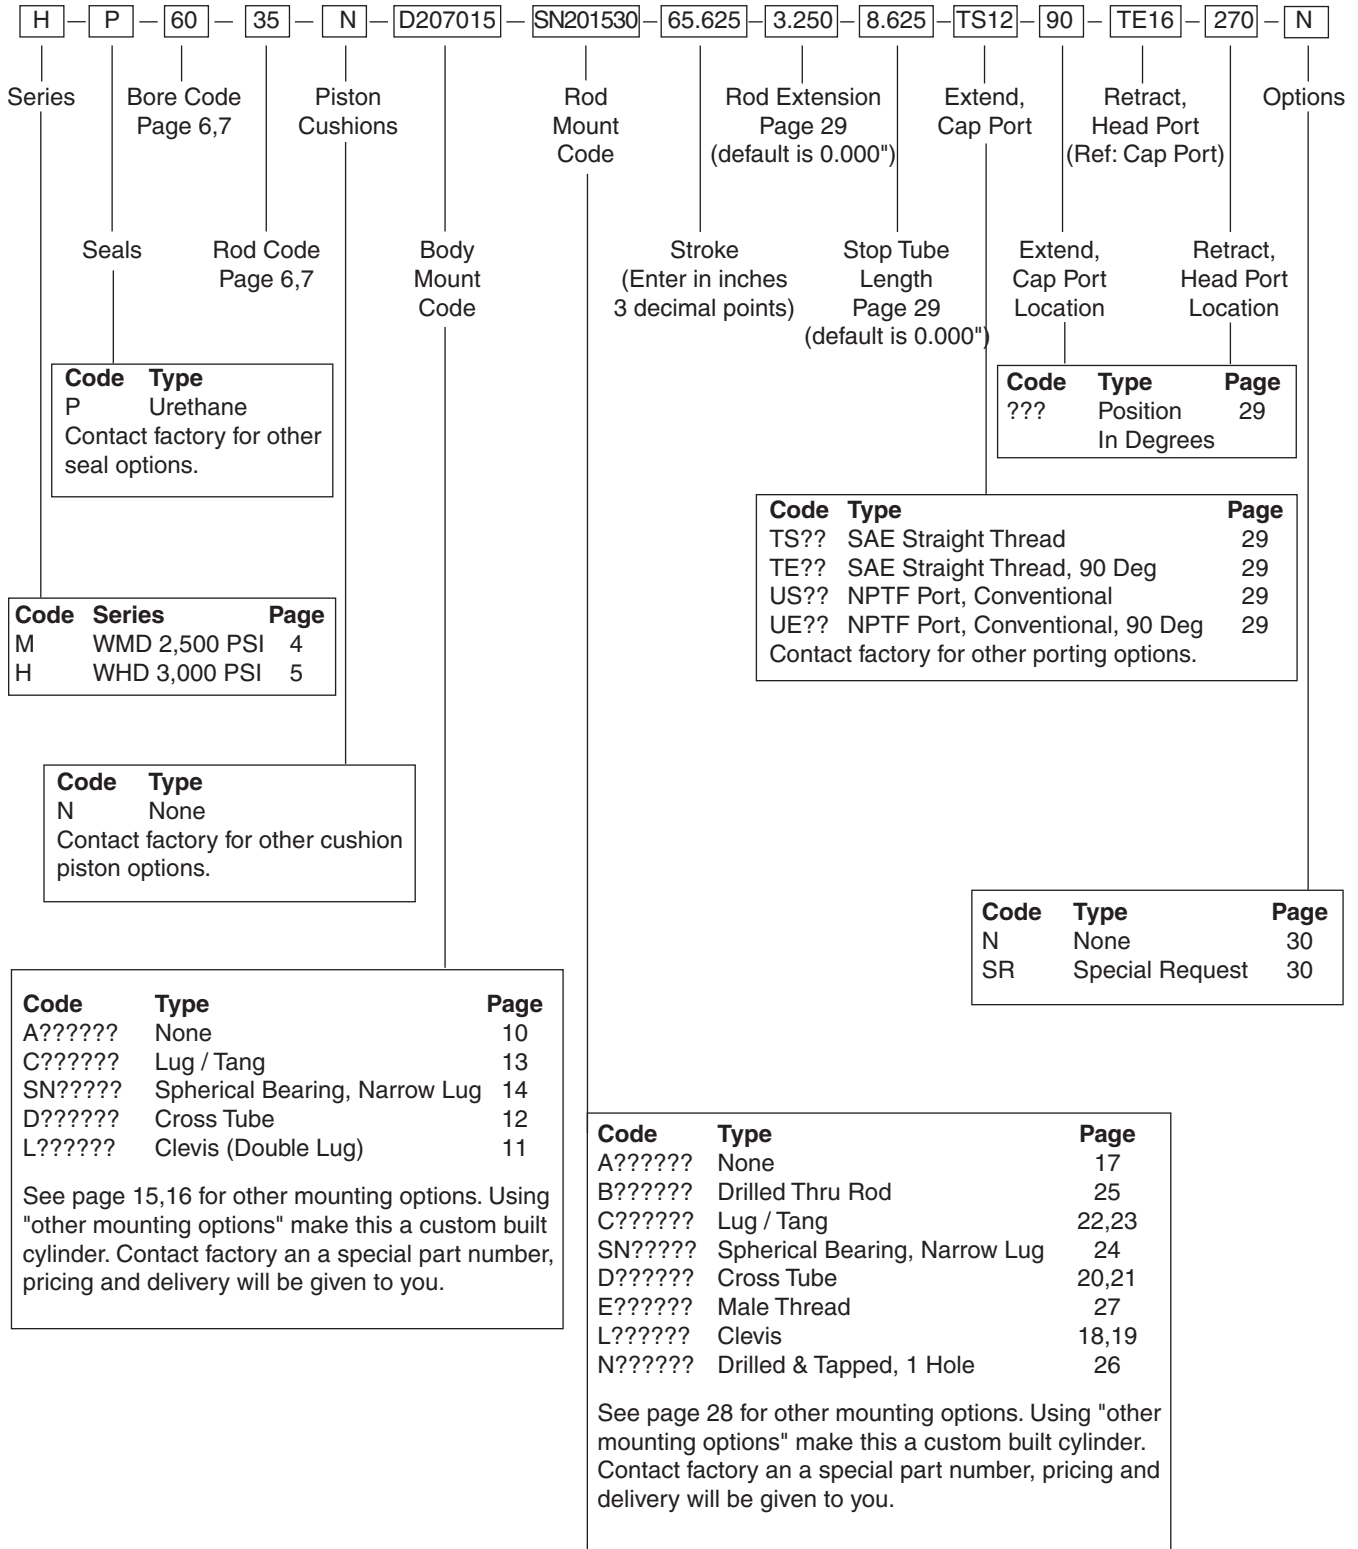 H – P – 60 – 35 – N – D207015 – SN201530 – 65.625 – 3.250 – 8.625 – TS12 – 90 – TE16 – 270 – N
Series
Bore Code
Page 6,7
Piston
Cushions
Rod
Mount
Code
Rod Extension
Page 29
(default is 0.000")
Extend,
Cap Port
Retract,
Head Port
(Ref: Cap Port)
Options
Seals
Rod Code
Page 6,7
Body
Mount
Code
Stroke
(Enter in inches
3 decimal points)
Stop Tube
Length
Page 29
(default is 0.000")
Extend,
Cap Port
Location
Retract,
Head Port
Location
Code Type
P Urethane
Contact factory for other
seal options.
Code Type Page
??? Position 29
In Degrees
Code Type Page
TS?? SAE Straight Thread 29
TE?? SAE Straight Thread, 90 Deg 29
US?? NPTF Port, Conventional 29
UE?? NPTF Port, Conventional, 90 Deg 29
Contact factory for other porting options.
Code Series Page
M WMD 2,500 PSI 4
H WHD 3,000 PSI 5
Code Type
N None
Contact factory for other cushion
piston options.
Code Type Page
N None 30
SR Special Request 30
Code Type Page
A?????? None 10
C?????? Lug / Tang 13
SN????? Spherical Bearing, Narrow Lug 14
D?????? Cross Tube 12
L?????? Clevis (Double Lug) 11
See page 15,16 for other mounting options. Using
"other mounting options" make this a custom built
cylinder. Contact factory an a special part number,
pricing and delivery will be given to you.
Code Type Page
A?????? None 17
B?????? Drilled Thru Rod 25
C?????? Lug / Tang 22,23
SN????? Spherical Bearing, Narrow Lug 24
D?????? Cross Tube 20,21
E?????? Male Thread 27
L?????? Clevis 18,19
N?????? Drilled & Tapped, 1 Hole 26
See page 28 for other mounting options. Using "other
mounting options" make this a custom built cylinder.
Contact factory an a special part number, pricing and
delivery will be given to you.